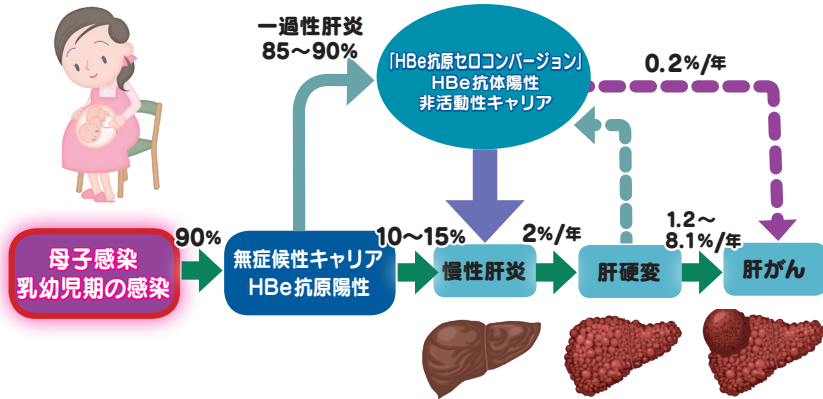 一過性肝炎
85～90%
「HBe抗原セロコンバージョン」
HBe抗体陽性
非活動性キャリア
0.2%/年
母子感染
乳幼児期の感染
90%
無症候性キャリア
HBe抗原陽性
10～15%
慢性肝炎
2%/年
肝硬変
1.2～
8.1%/年
肝がん